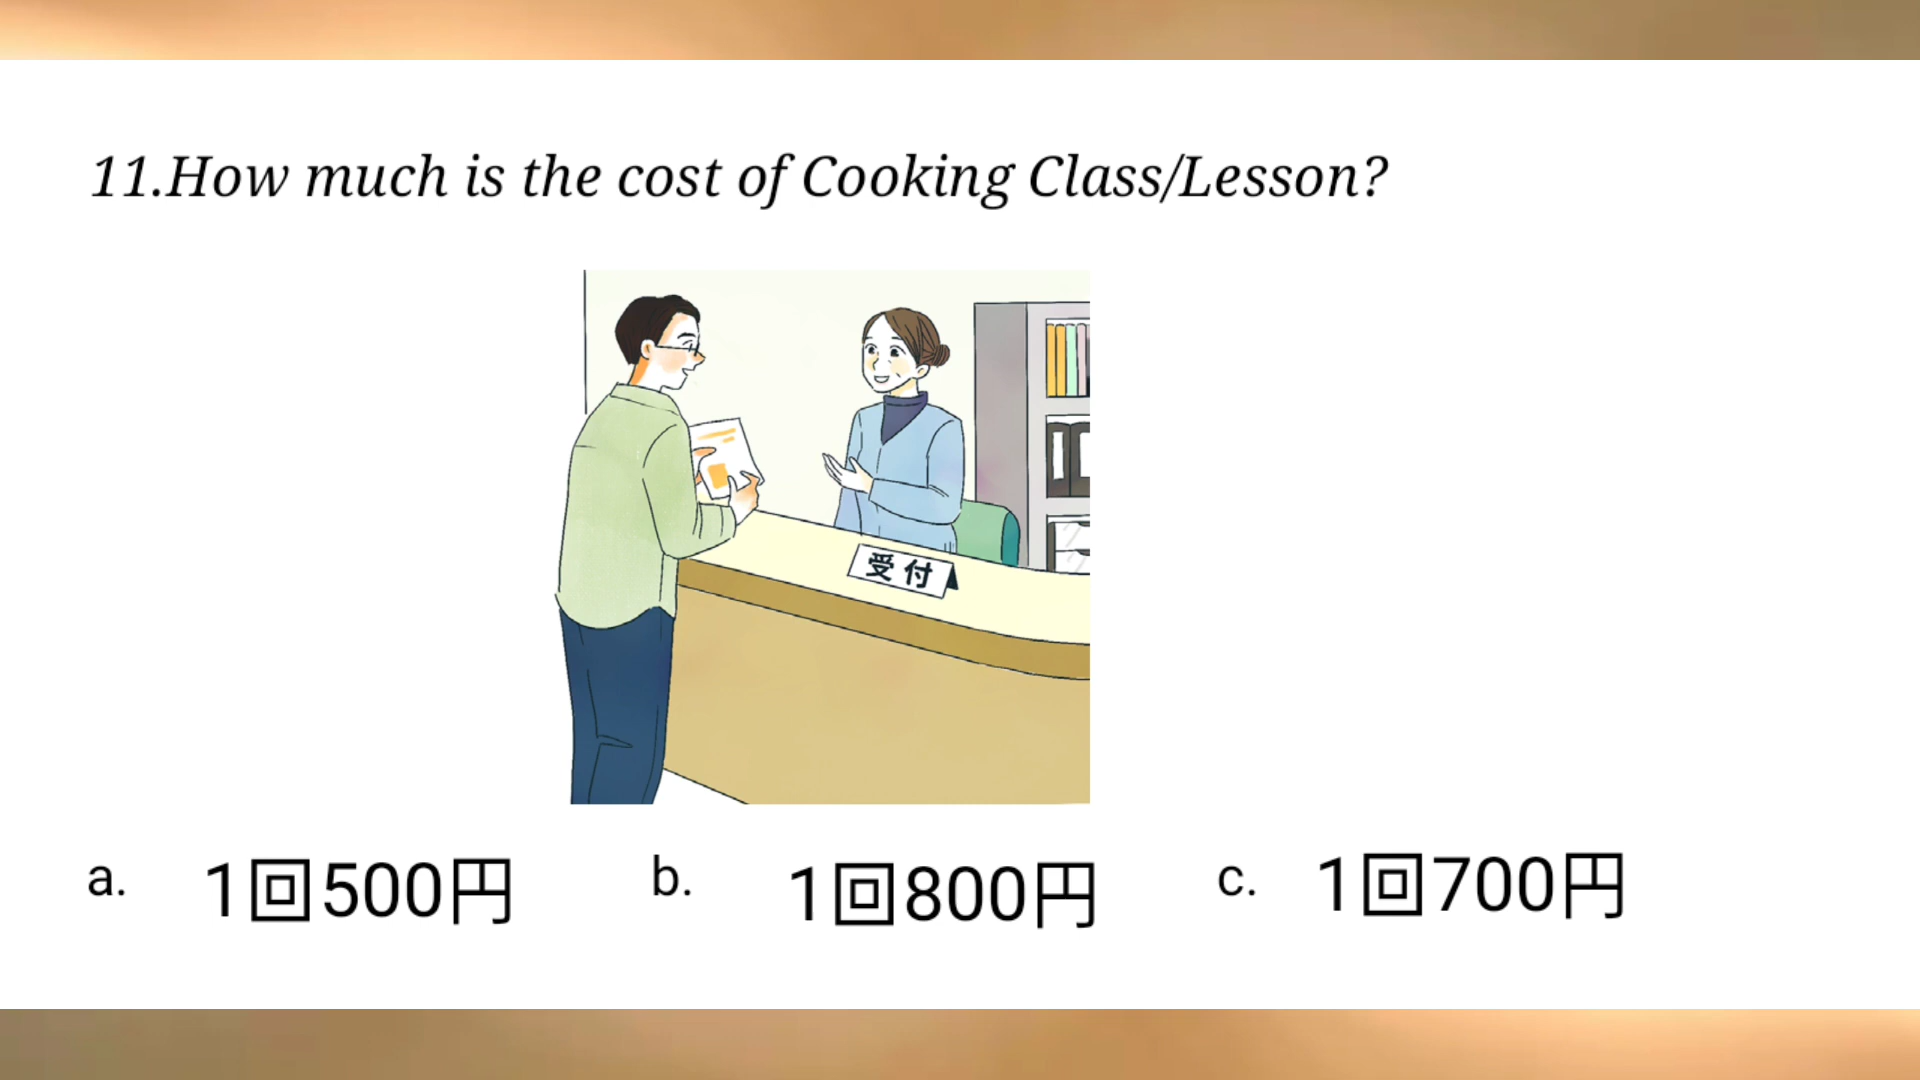 11.How much is the cost of Cooking Class/Lesson?
受付
a. 1回500円 b. 1回800円 c. 1回700円